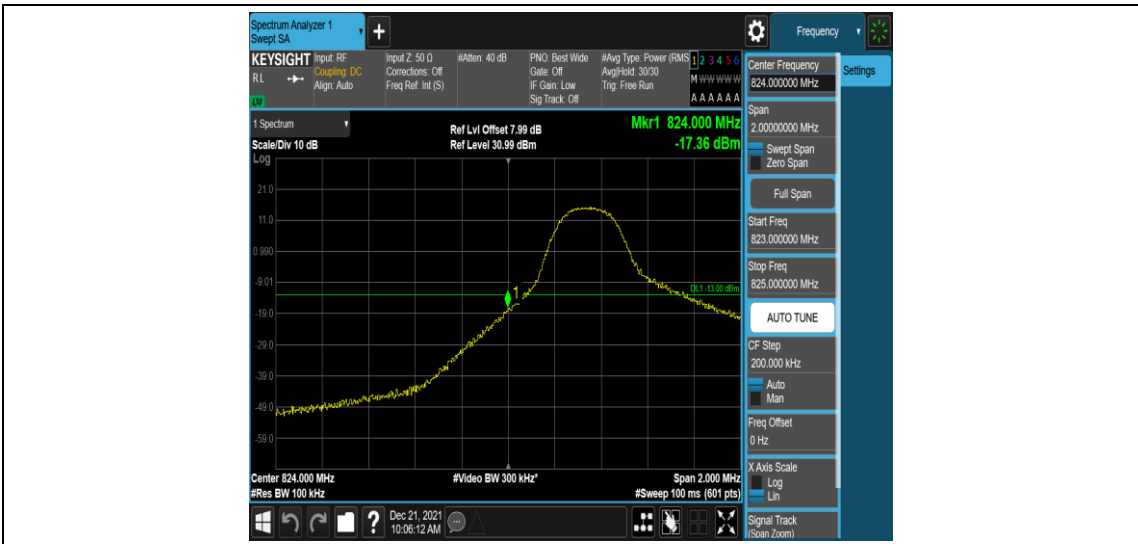 Spectrum Analyzer 1
Swept SA
+
Frequency
KEYSIGHT
R L
LXI
Input: RF
Coupling: DC
Align: Auto
Input Z: 50 Ω
Corrections: Off
Freq Ref: Int (S)
#Atten: 40 dB
PNO: Best Wide
Gate: Off
IF Gain: Low
Sig Track: Off
#Avg Type: Power (RMS
Avg|Hold: 30/30
Trig: Free Run
1 2 3 4 5 6
M W W W W W
A A A A A A
Center Frequency
824.000000 MHz
Settings
Span
2.00000000 MHz
Swept Span
Zero Span
Full Span
Start Freq
823.000000 MHz
Stop Freq
825.000000 MHz
AUTO TUNE
CF Step
200.000 kHz
Auto
Man
Freq Offset
0 Hz
X Axis Scale
Log
Lin
Signal Track
(Span Zoom)
1 Spectrum
Scale/Div 10 dB
Log
Ref Lvl Offset 7.99 dB
Ref Level 30.99 dBm
Mkr1 824.000 MHz
-17.36 dBm
21.0
11.0
0.990
-9.01
-19.0
-29.0
-39.0
-49.0
-59.0
1
DL1 -13.00 dBm
Center 824.000 MHz
#Res BW 100 kHz
#Video BW 300 kHz*
Span 2.000 MHz
#Sweep 100 ms (601 pts)
?
Dec 21, 2021
10:06:12 AM